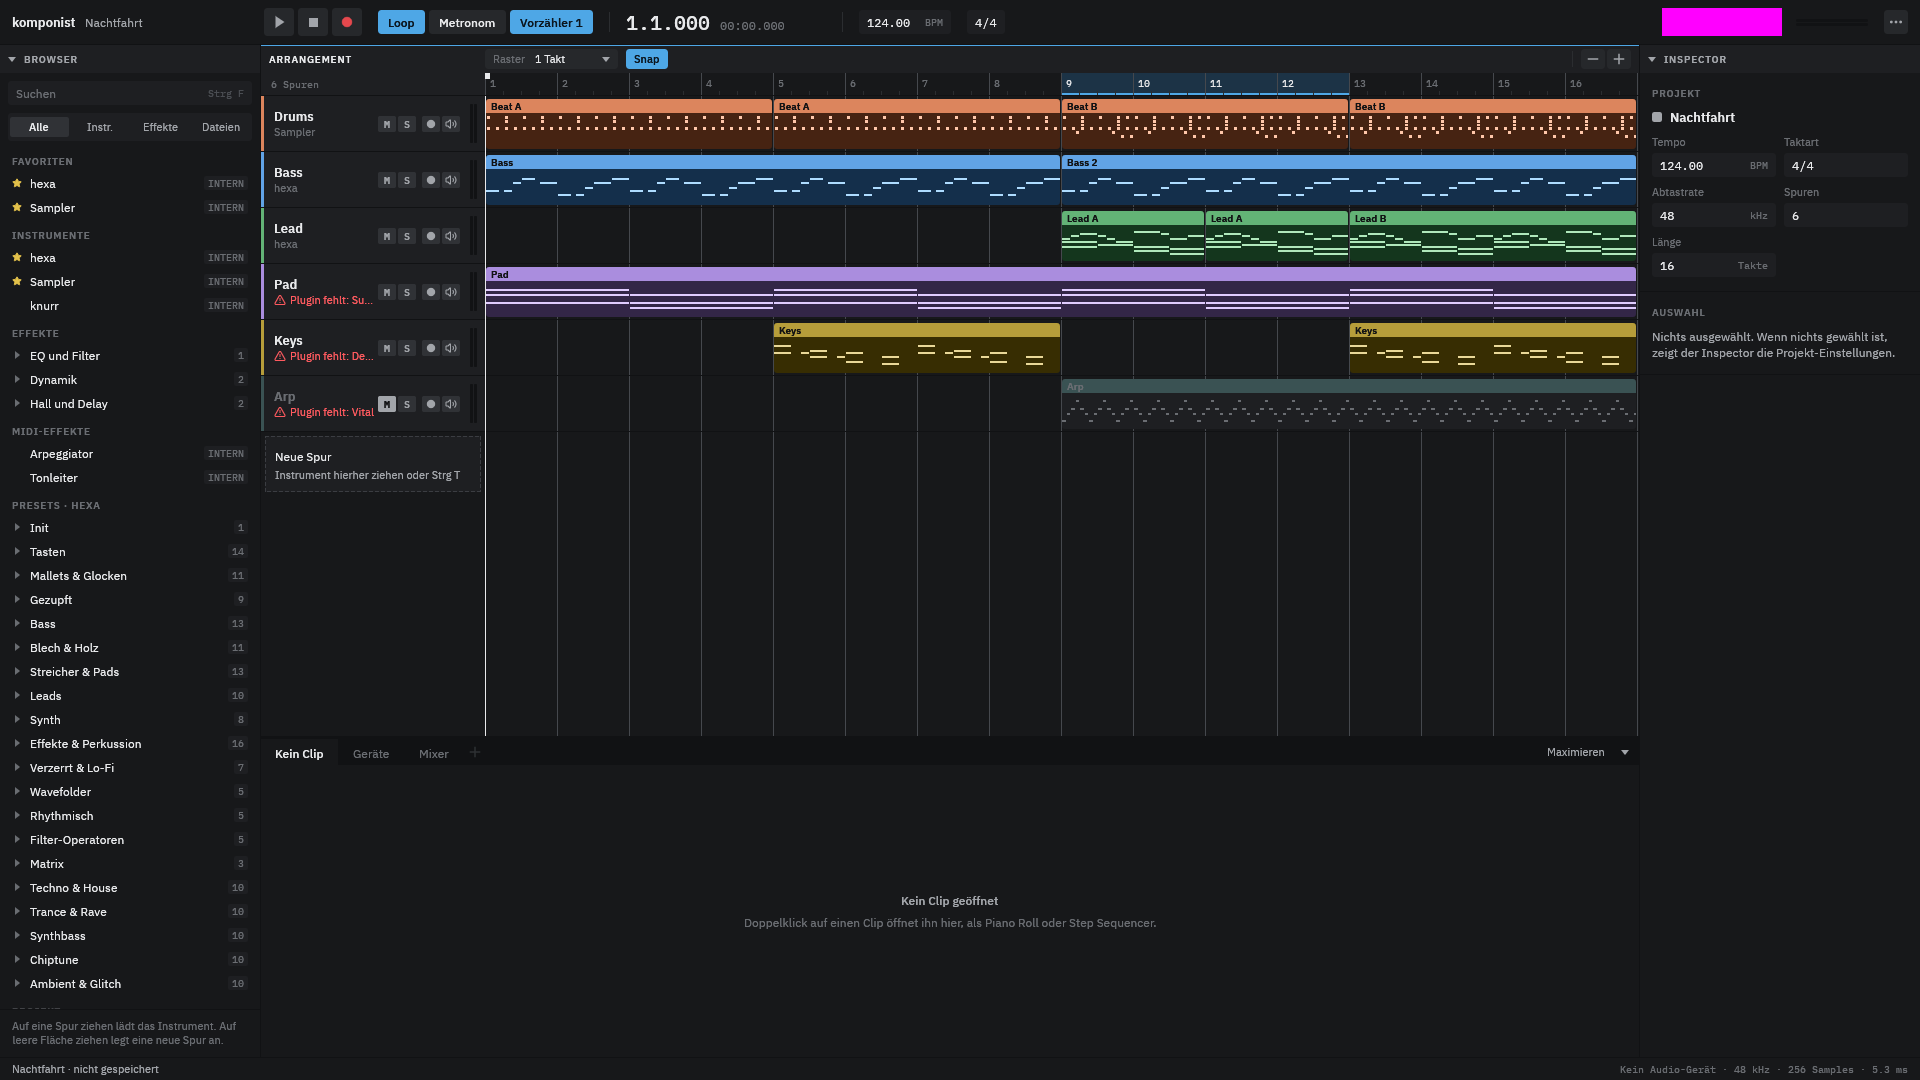 komponist Nachtfahrt
Loop Metronom Vorzähler 1
1.1.000 00:00.000
124.00 BPM 4/4
BROWSER
Suchen Strg F
Alle Instr. Effekte Dateien
FAVORITEN
hexa INTERN
Sampler INTERN
INSTRUMENTE
hexa INTERN
Sampler INTERN
knurr INTERN
EFFEKTE
EQ und Filter 1
Dynamik 2
Hall und Delay 2
MIDI-EFFEKTE
Arpeggiator INTERN
Tonleiter INTERN
PRESETS · HEXA
Init 1
Tasten 14
Mallets & Glocken 11
Gezupft 9
Bass 13
Blech & Holz 11
Streicher & Pads 13
Leads 10
Synth 8
Effekte & Perkussion 16
Verzerrt & Lo-Fi 7
Wavefolder 5
Rhythmisch 5
Filter-Operatoren 5
Matrix 3
Techno & House 10
Trance & Rave 10
Synthbass 10
Chiptune 10
Ambient & Glitch 10
Auf eine Spur ziehen lädt das Instrument. Auf
leere Fläche ziehen legt eine neue Spur an.
ARRANGEMENT
Raster 1 Takt Snap
6 Spuren
1 2 3 4 5 6 7 8 9 10 11 12 13 14 15 16
Drums
Sampler
M S
Beat A Beat A Beat B Beat B
Bass
hexa
M S
Bass Bass 2
Lead
hexa
M S
Lead A Lead A Lead B
Pad
Plugin fehlt: Su...
M S
Pad
Keys
Plugin fehlt: De...
M S
Keys Keys
Arp
Plugin fehlt: Vital
M S
Arp
Neue Spur
Instrument hierher ziehen oder Strg T
Kein Clip Geräte Mixer
Maximieren
Kein Clip geöffnet
Doppelklick auf einen Clip öffnet ihn hier, als Piano Roll oder Step Sequencer.
INSPECTOR
PROJEKT
Nachtfahrt
Tempo Taktart
124.00 BPM 4/4
Abtastrate Spuren
48 kHz 6
Länge
16 Takte
AUSWAHL
Nichts ausgewählt. Wenn nichts gewählt ist,
zeigt der Inspector die Projekt-Einstellungen.
Nachtfahrt · nicht gespeichert
Kein Audio-Gerät · 48 kHz · 256 Samples · 5.3 ms